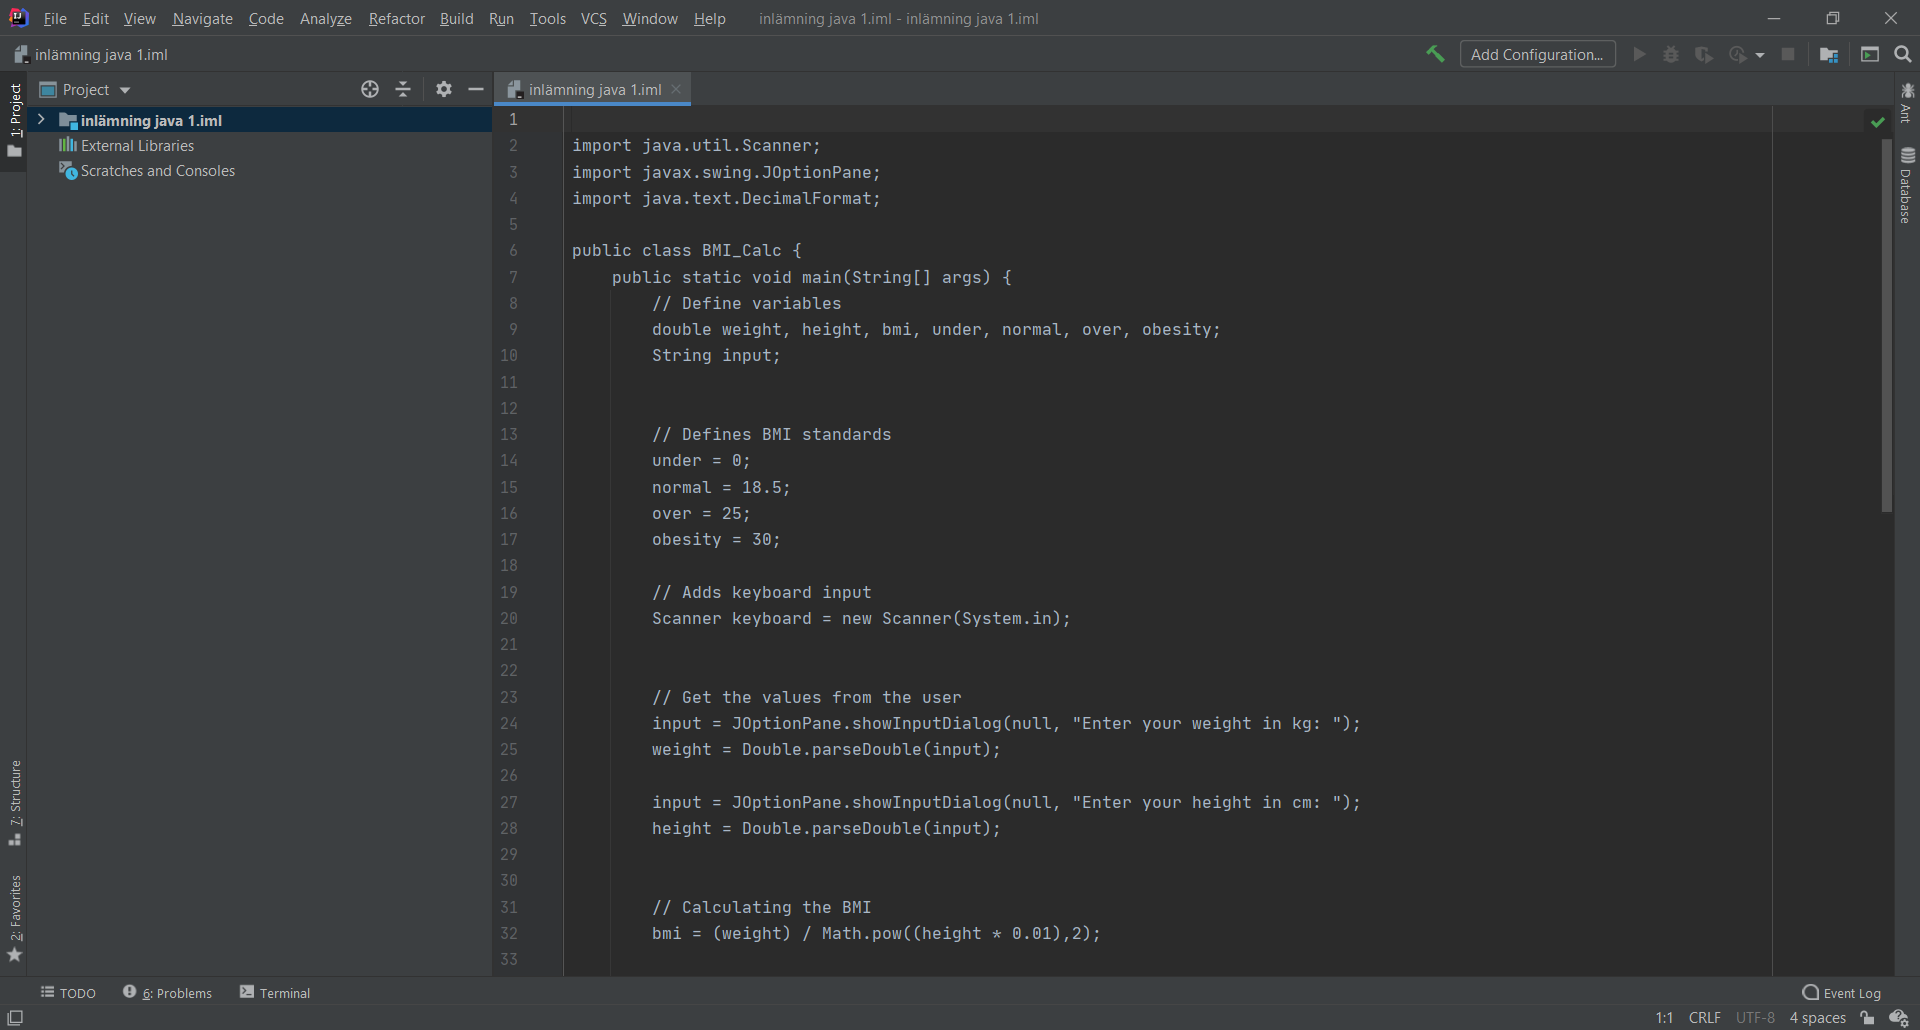 File Edit View Navigate Code Analyze Refactor Build Run Tools VCS Window Help inlämning java 1.iml - inlämning java 1.iml
inlämning java 1.iml Add Configuration...
Project inlämning java 1.iml
1: Project
inlämning java 1.iml
External Libraries
Scratches and Consoles
7: Structure
2: Favorites
1
2 import java.util.Scanner;
3 import javax.swing.JOptionPane;
4 import java.text.DecimalFormat;
5
6 public class BMI_Calc {
7 public static void main(String[] args) {
8 // Define variables
9 double weight, height, bmi, under, normal, over, obesity;
10 String input;
11
12
13 // Defines BMI standards
14 under = 0;
15 normal = 18.5;
16 over = 25;
17 obesity = 30;
18
19 // Adds keyboard input
20 Scanner keyboard = new Scanner(System.in);
21
22
23 // Get the values from the user
24 input = JOptionPane.showInputDialog(null, "Enter your weight in kg: ");
25 weight = Double.parseDouble(input);
26
27 input = JOptionPane.showInputDialog(null, "Enter your height in cm: ");
28 height = Double.parseDouble(input);
29
30
31 // Calculating the BMI
32 bmi = (weight) / Math.pow((height * 0.01),2);
33
Ant
Database
TODO 6: Problems Terminal Event Log
1:1 CRLF UTF-8 4 spaces